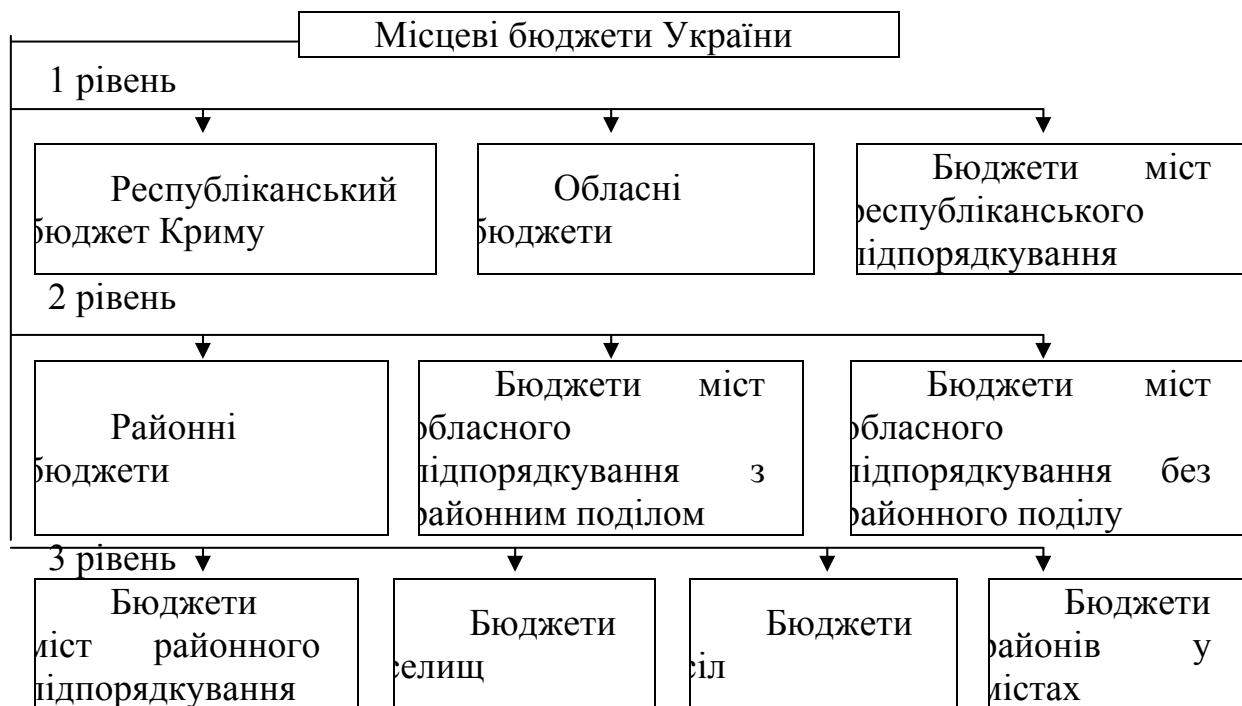 Місцеві бюджети України
1 рівень
Республіканський
бюджет Криму
Обласні
бюджети
Бюджети міст
республіканського
підпорядкування
2 рівень
Районні
бюджети
Бюджети міст
обласного
підпорядкування з
районним поділом
Бюджети міст
обласного
підпорядкування без
районного поділу
3 рівень
Бюджети
міст районного
підпорядкування
Бюджети
селищ
Бюджети
сіл
Бюджети
районів у
містах